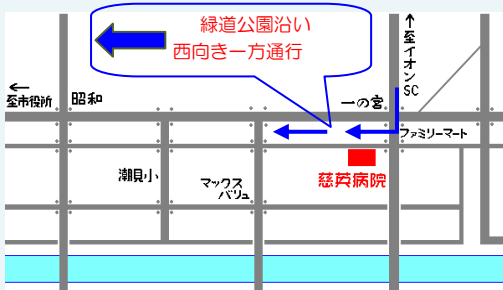 緑道公園沿い
西向き一方通行
↑至イオンSC
←
至市役所
昭和
一の宮
ファミリーマート
潮見小
マックス
バリュ
慈英病院